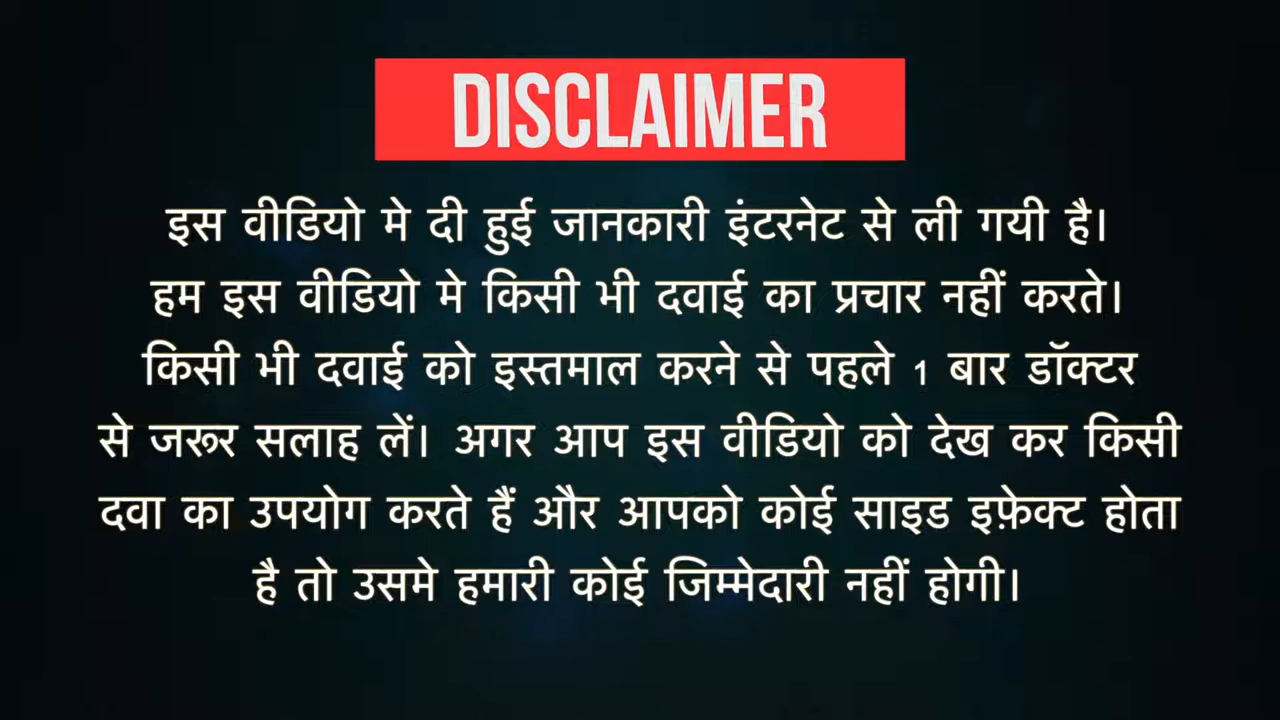 DISCLAIMER
इस वीडियो मे दी हुई जानकारी इंटरनेट से ली गयी है।
हम इस वीडियो मे किसी भी दवाई का प्रचार नहीं करते।
किसी भी दवाई को इस्तमाल करने से पहले 1 बार डॉक्टर
से जरूर सलाह लें। अगर आप इस वीडियो को देख कर किसी
दवा का उपयोग करते हैं और आपको कोई साइड इफ़ेक्ट होता
है तो उसमे हमारी कोई जिम्मेदारी नहीं होगी।